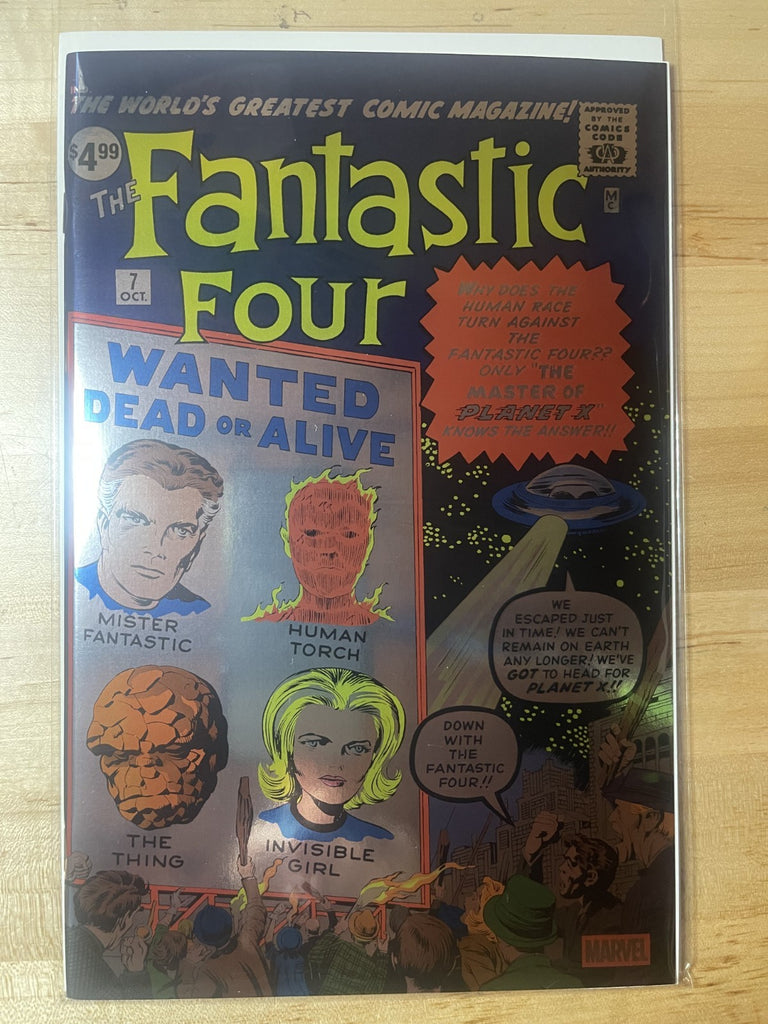 IND.
THE WORLD'S GREATEST COMIC MAGAZINE!
APPROVED
BY THE
COMICS
CODE
CA
AUTHORITY
$4.99
THE
FANTASTIC
FOUR
M
C
7
OCT.
WHY DOES THE
HUMAN RACE
TURN AGAINST
THE
FANTASTIC FOUR??
ONLY "THE
MASTER OF
PLANET X"
KNOWS THE ANSWER!!
WANTED
DEAD OR ALIVE
MISTER
FANTASTIC
HUMAN
TORCH
THE
THING
INVISIBLE
GIRL
WE
ESCAPED JUST
IN TIME! WE CAN'T
REMAIN ON EARTH
ANY LONGER! WE'VE
GOT TO HEAD FOR
PLANET X!!
DOWN
WITH
THE
FANTASTIC
FOUR!!
MARVEL